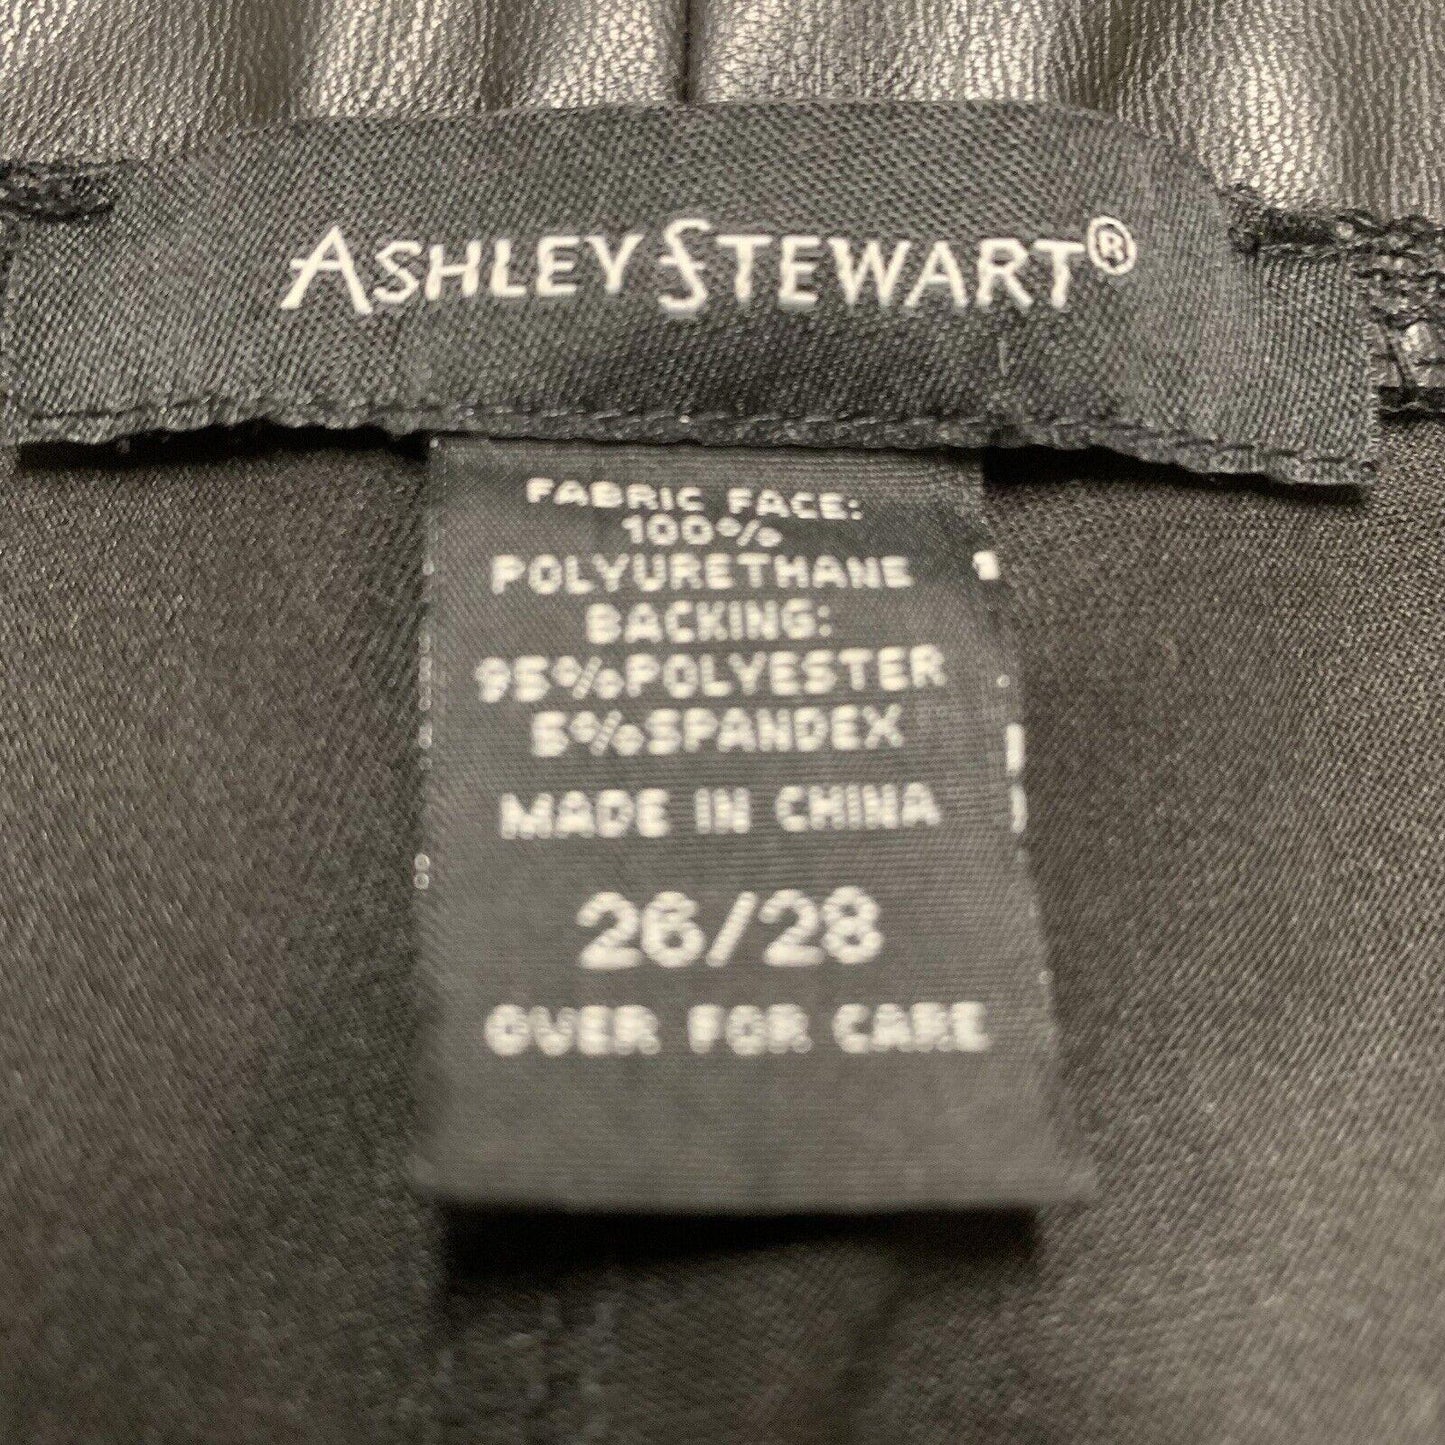 ASHLEY STEWART®
FABRIC FACE:
100%
POLYURETHANE
BACKING:
95%POLYESTER
5%SPANDEX
MADE IN CHINA
26/28
OVER FOR CARE